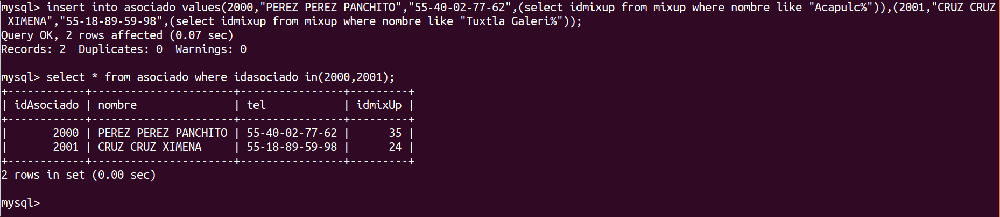 mysql> insert into asociado values(2000,"PEREZ PEREZ PANCHITO","55-40-02-77-62",(select idmixup from mixup where nombre like "Acapulc%")),(2001,"CRUZ CRUZ
 XIMENA","55-18-89-59-98",(select idmixup from mixup where nombre like "Tuxtla Galeri%"));
Query OK, 2 rows affected (0.07 sec)
Records: 2  Duplicates: 0  Warnings: 0

mysql> select * from asociado where idasociado in(2000,2001);
+------------+----------------------+----------------+---------+
| idAsociado | nombre               | tel            | idmixUp |
+------------+----------------------+----------------+---------+
|       2000 | PEREZ PEREZ PANCHITO | 55-40-02-77-62 |      35 |
|       2001 | CRUZ CRUZ XIMENA     | 55-18-89-59-98 |      24 |
+------------+----------------------+----------------+---------+
2 rows in set (0.00 sec)

mysql>